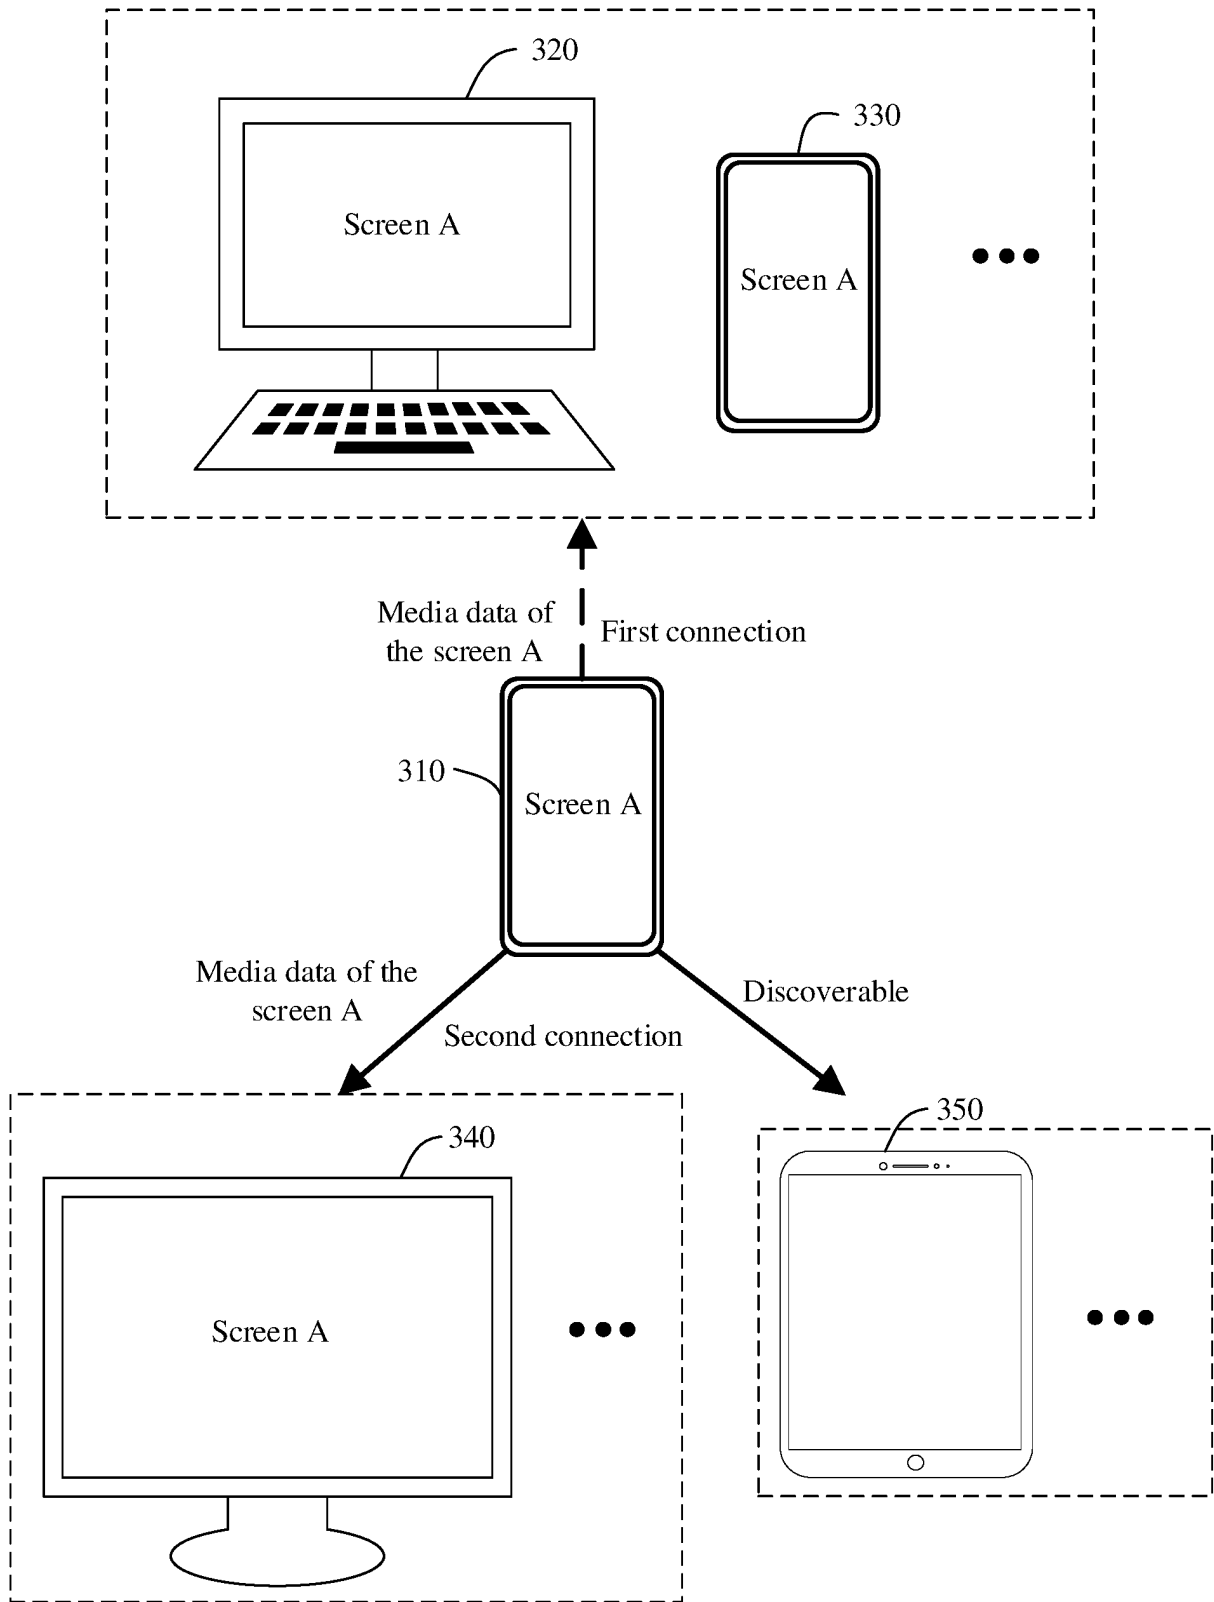 320
330
Screen A
Screen A
Media data of
the screen A
First connection
310
Screen A
Media data of the
screen A
Discoverable
Second connection
350
340
Screen A